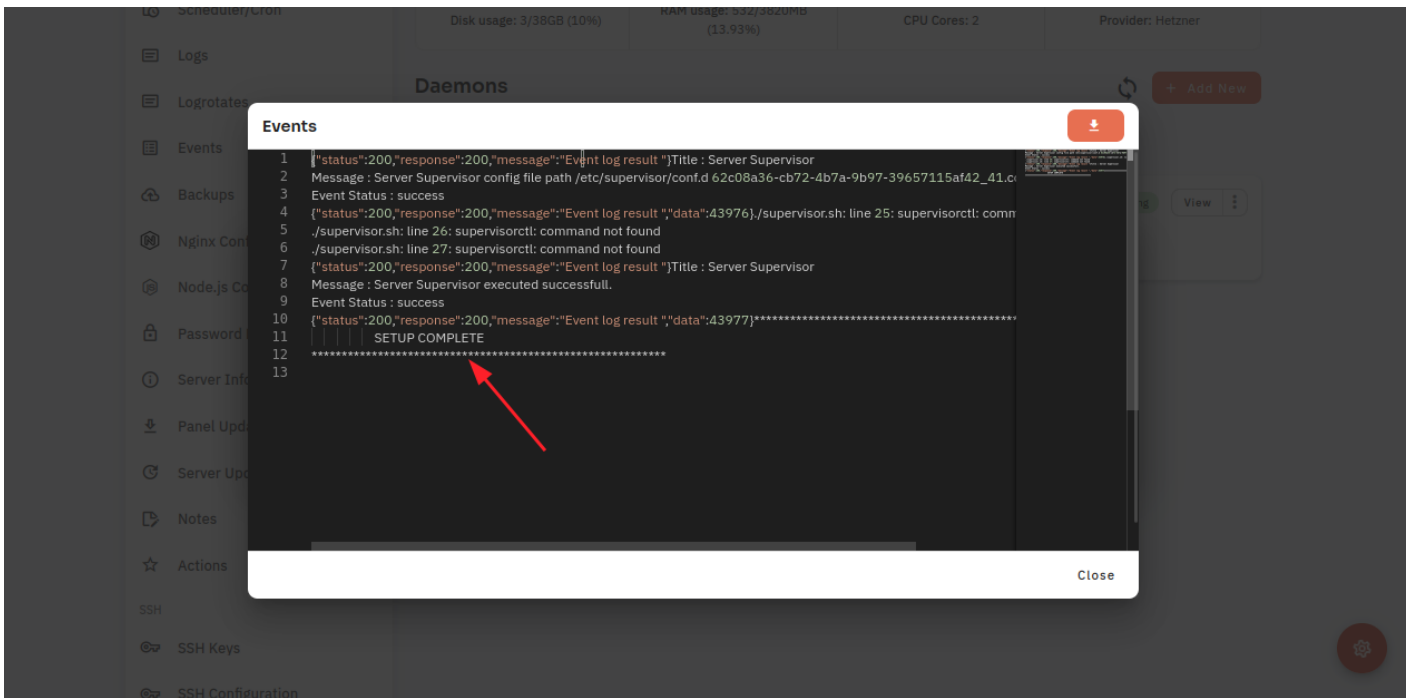 Scheduler/Cron
Disk usage: 3/38GB (10%)
RAM usage: 532/3820MB
(13.93%)
CPU Cores: 2
Provider: Hetzner
Logs
Daemons
+ Add New
Logrotates
Events
Events
1 {"status":200,"response":200,"message":"Event log result "}Title : Server Supervisor
2 Message : Server Supervisor config file path /etc/supervisor/conf.d 62c08a36-cb72-4b7a-9b97-39657115af42_41.c
3 Event Status : success
4 {"status":200,"response":200,"message":"Event log result ","data":43976}./supervisor.sh: line 25: supervisorctl: comm
5 ./supervisor.sh: line 26: supervisorctl: command not found
6 ./supervisor.sh: line 27: supervisorctl: command not found
7 {"status":200,"response":200,"message":"Event log result "}Title : Server Supervisor
8 Message : Server Supervisor executed successfull.
9 Event Status : success
10 {"status":200,"response":200,"message":"Event log result ","data":43977}********************************************
11 SETUP COMPLETE
12 ***********************************************************
13
Backups
View
Nginx Con
Node.js Co
Password
Server Info
Panel Upd
Server Upd
Notes
Actions
Close
SSH
SSH Keys
SSH Configuration